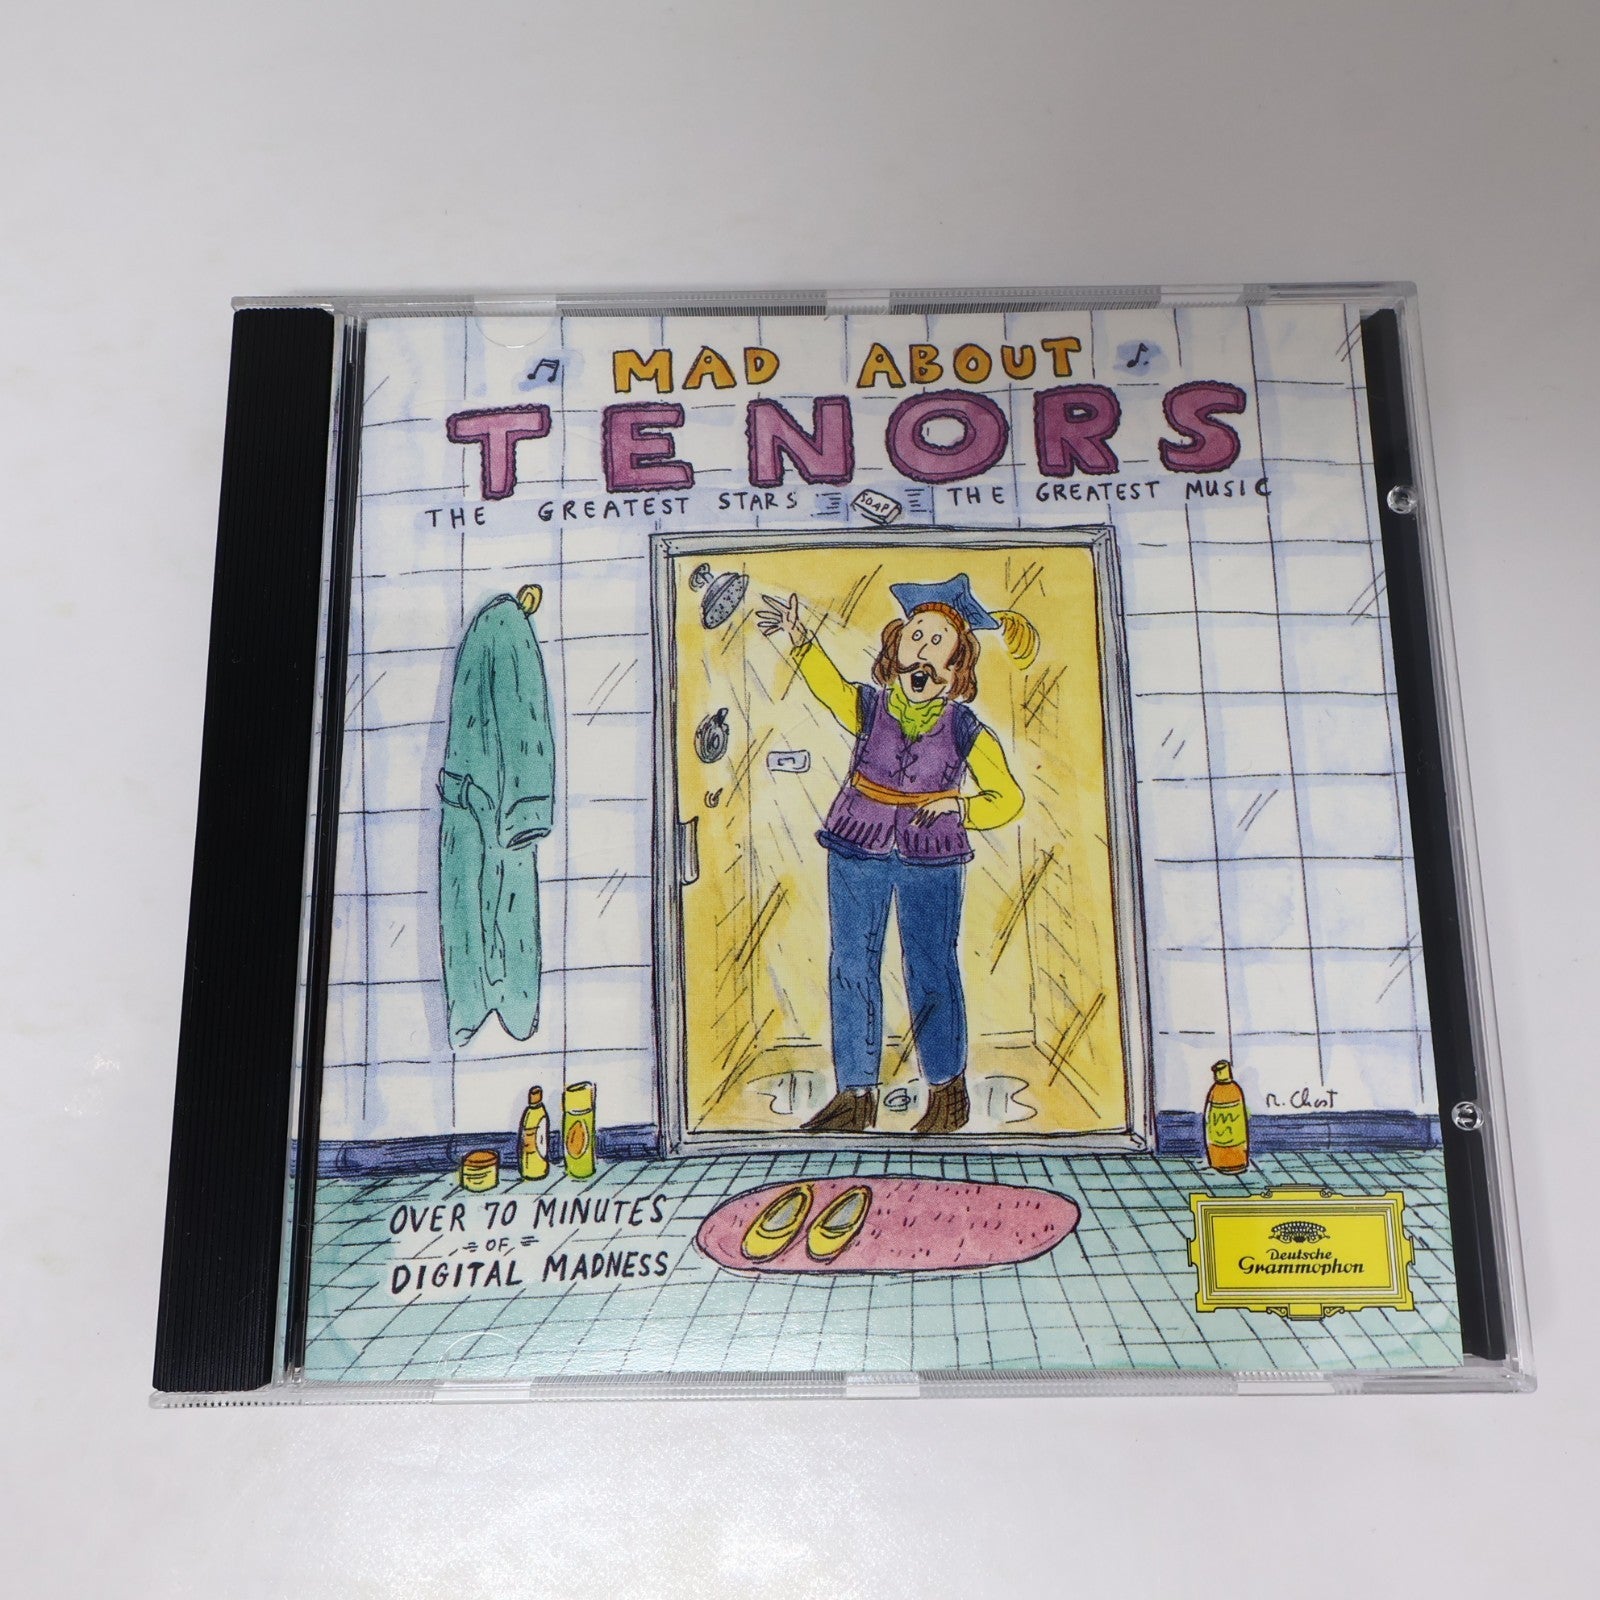 MAD ABOUT
TENORS
THE GREATEST STARS SOAP THE GREATEST MUSIC
R. Chast
OVER 70 MINUTES
OF
DIGITAL MADNESS
Deutsche
Grammophon